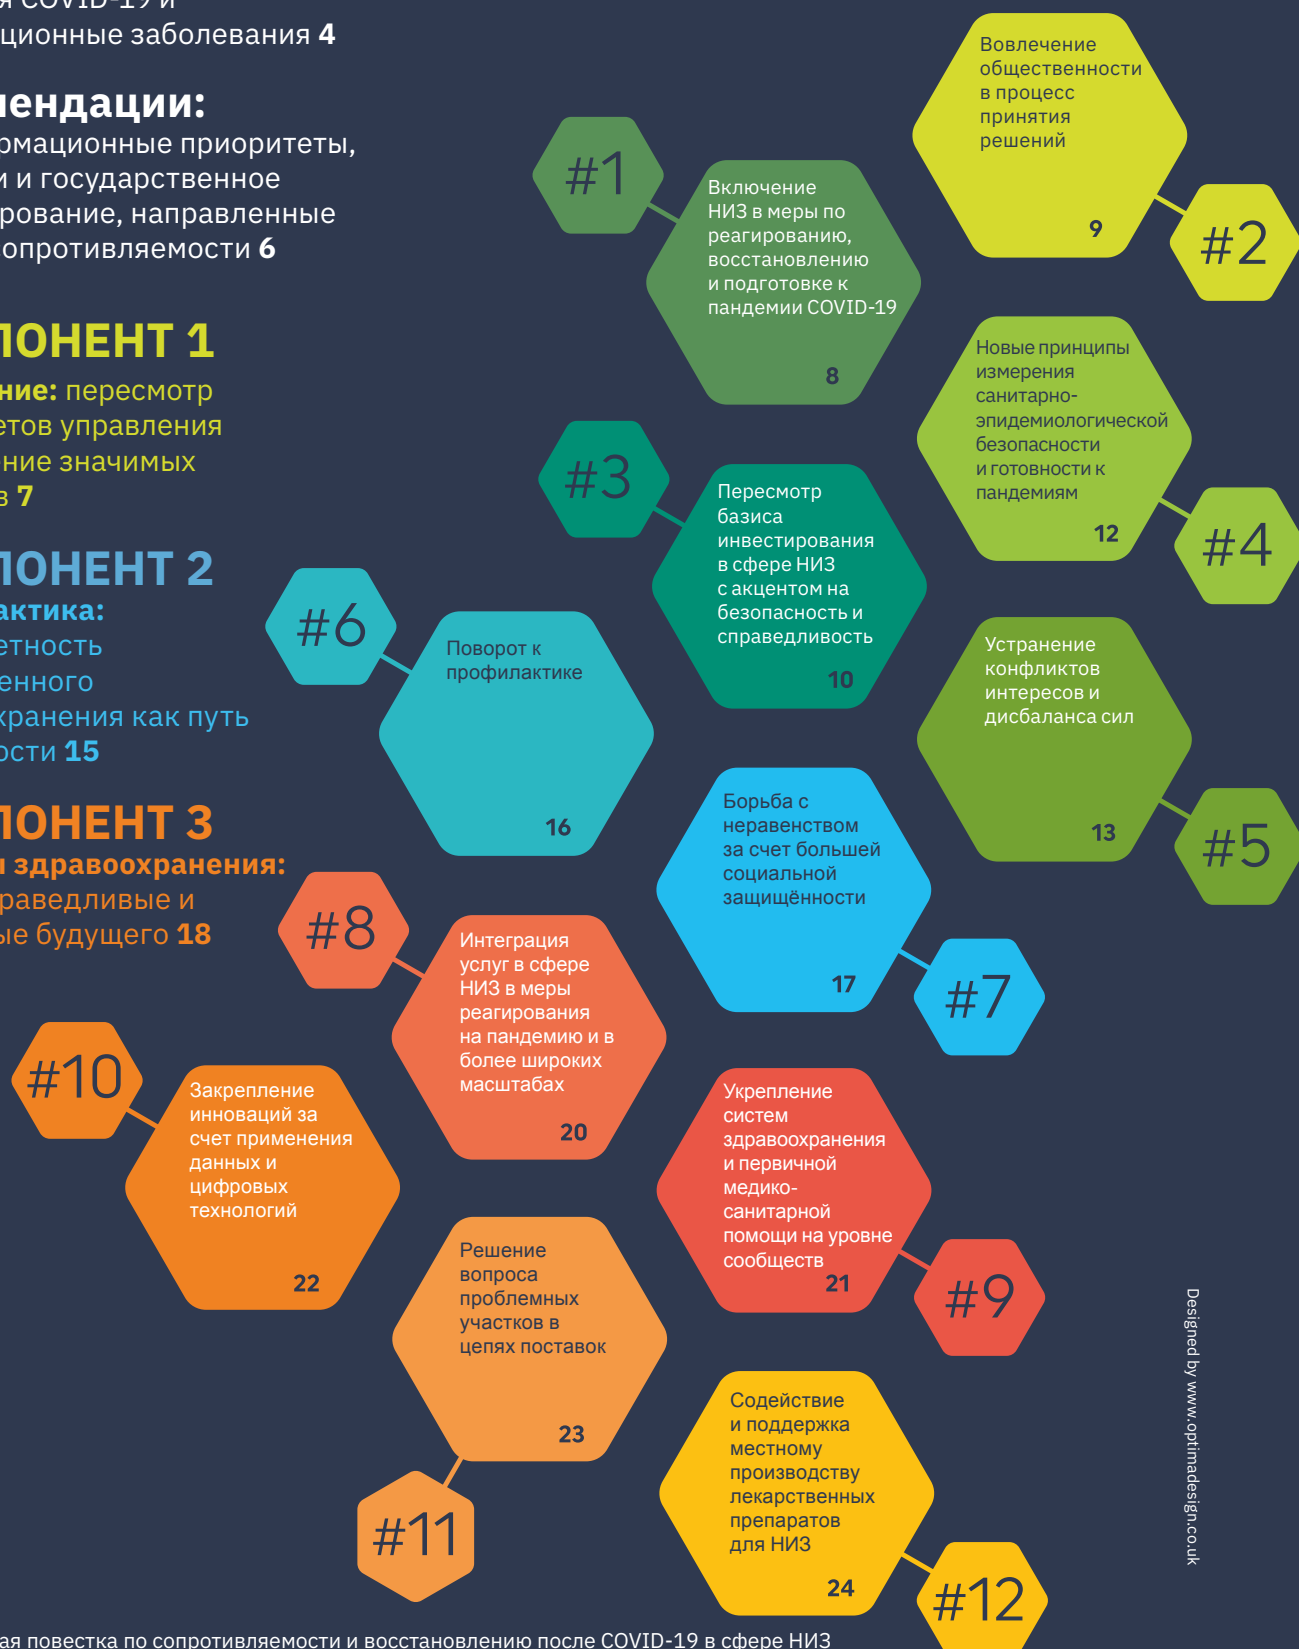 я COVID-19 и
ционные заболевания 4
мендации:
рмационные приоритеты,
и и государственное
рование, направленные
сопротивляемости 6
ПОНЕНТ 1
ние: пересмотр
етов управления
ние значимых
в 7
ПОНЕНТ 2
актика:
етность
енного
хранения как путь
ости 15
ПОНЕНТ 3
ы здравоохранения:
раведливые и
ые будущего 18
#1
Включение
НИЗ в меры по
реагированию,
восстановлению
и подготовке к
пандемии COVID-19
8
Вовлечение
общественности
в процесс
принятия
решений
9
#2
#3
Пересмотр
базиса
инвестирования
в сфере НИЗ
с акцентом на
безопасность и
справедливость
10
Новые принципы
измерения
санитарно-
эпидемиологической
безопасности
и готовности к
пандемиям
12
#4
Устранение
конфликтов
интересов и
дисбаланса сил
13
#5
#6
Поворот к
профилактике
16
Борьба с
неравенством
за счет большей
социальной
защищённости
17
#7
#8
Интеграция
услуг в сфере
НИЗ в меры
реагирования
на пандемию и в
более широких
масштабах
20
Укрепление
систем
здравоохранения
и первичной
медико-
санитарной
помощи на уровне
сообществ
21
#9
#10
Закрепление
инноваций за
счет применения
данных и
цифровых
технологий
22
Решение
вопроса
проблемных
участков в
цепях поставок
23
#11
Содействие
и поддержка
местному
производству
лекарственных
препаратов
для НИЗ
24
#12
Designed by www.optimadesign.co.uk
ая повестка по сопротивляемости и восстановлению после COVID-19 в сфере НИЗ